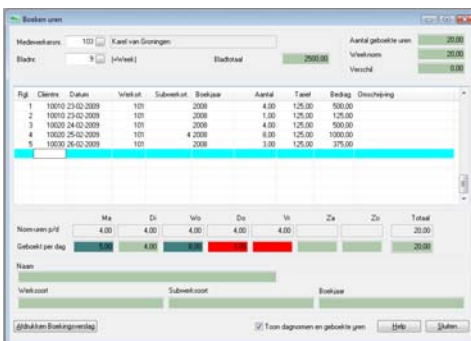 Boeken uren
Medewerkersnr. 103 Karel van Groningen Aantal geboekte uren 20,00
Weeknorm 20,00
Bladnr. 9 (=Week) Bladtotaal 2500,00
Verschil 0,00
Rgl Cliëntnr. Datum Werksrt. Subwerksrt. Boekjaar Aantal Tarief Bedrag Omschrijving
1 10010 23-02-2009 101 2008 4,00 125,00 500,00
2 10010 23-02-2009 101 2008 1,00 125,00 125,00
3 10020 24-02-2009 101 2008 4,00 125,00 500,00
4 10020 25-02-2009 101 4 2008 8,00 125,00 1000,00
5 10030 26-02-2009 101 2008 3,00 125,00 375,00
Ma Di Wo Do Vr Za Zo Totaal
Normuren p/d 4,00 4,00 4,00 4,00 4,00 20,00
Geboekt per dag 5,00 4,00 8,00 20,00
Naam
Werksoort Subwerksoort Boekjaar
Afdrukken Boekingsverslag Toon dagnomen en geboekte uren Help Sluiten